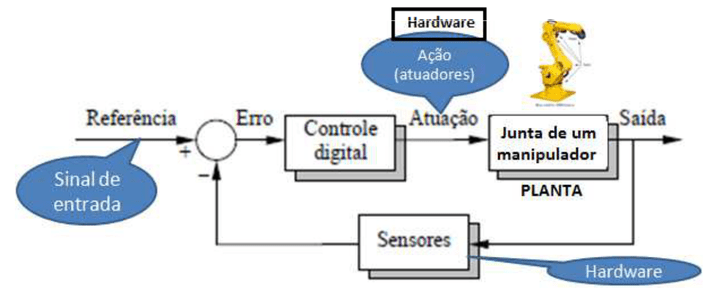 Hardware
Ação
(atuadores)
Referência
Erro
Controle
digital
Atuação
Junta de um
manipulador
Saída
+
−
Sinal de
entrada
PLANTA
Sensores
Hardware